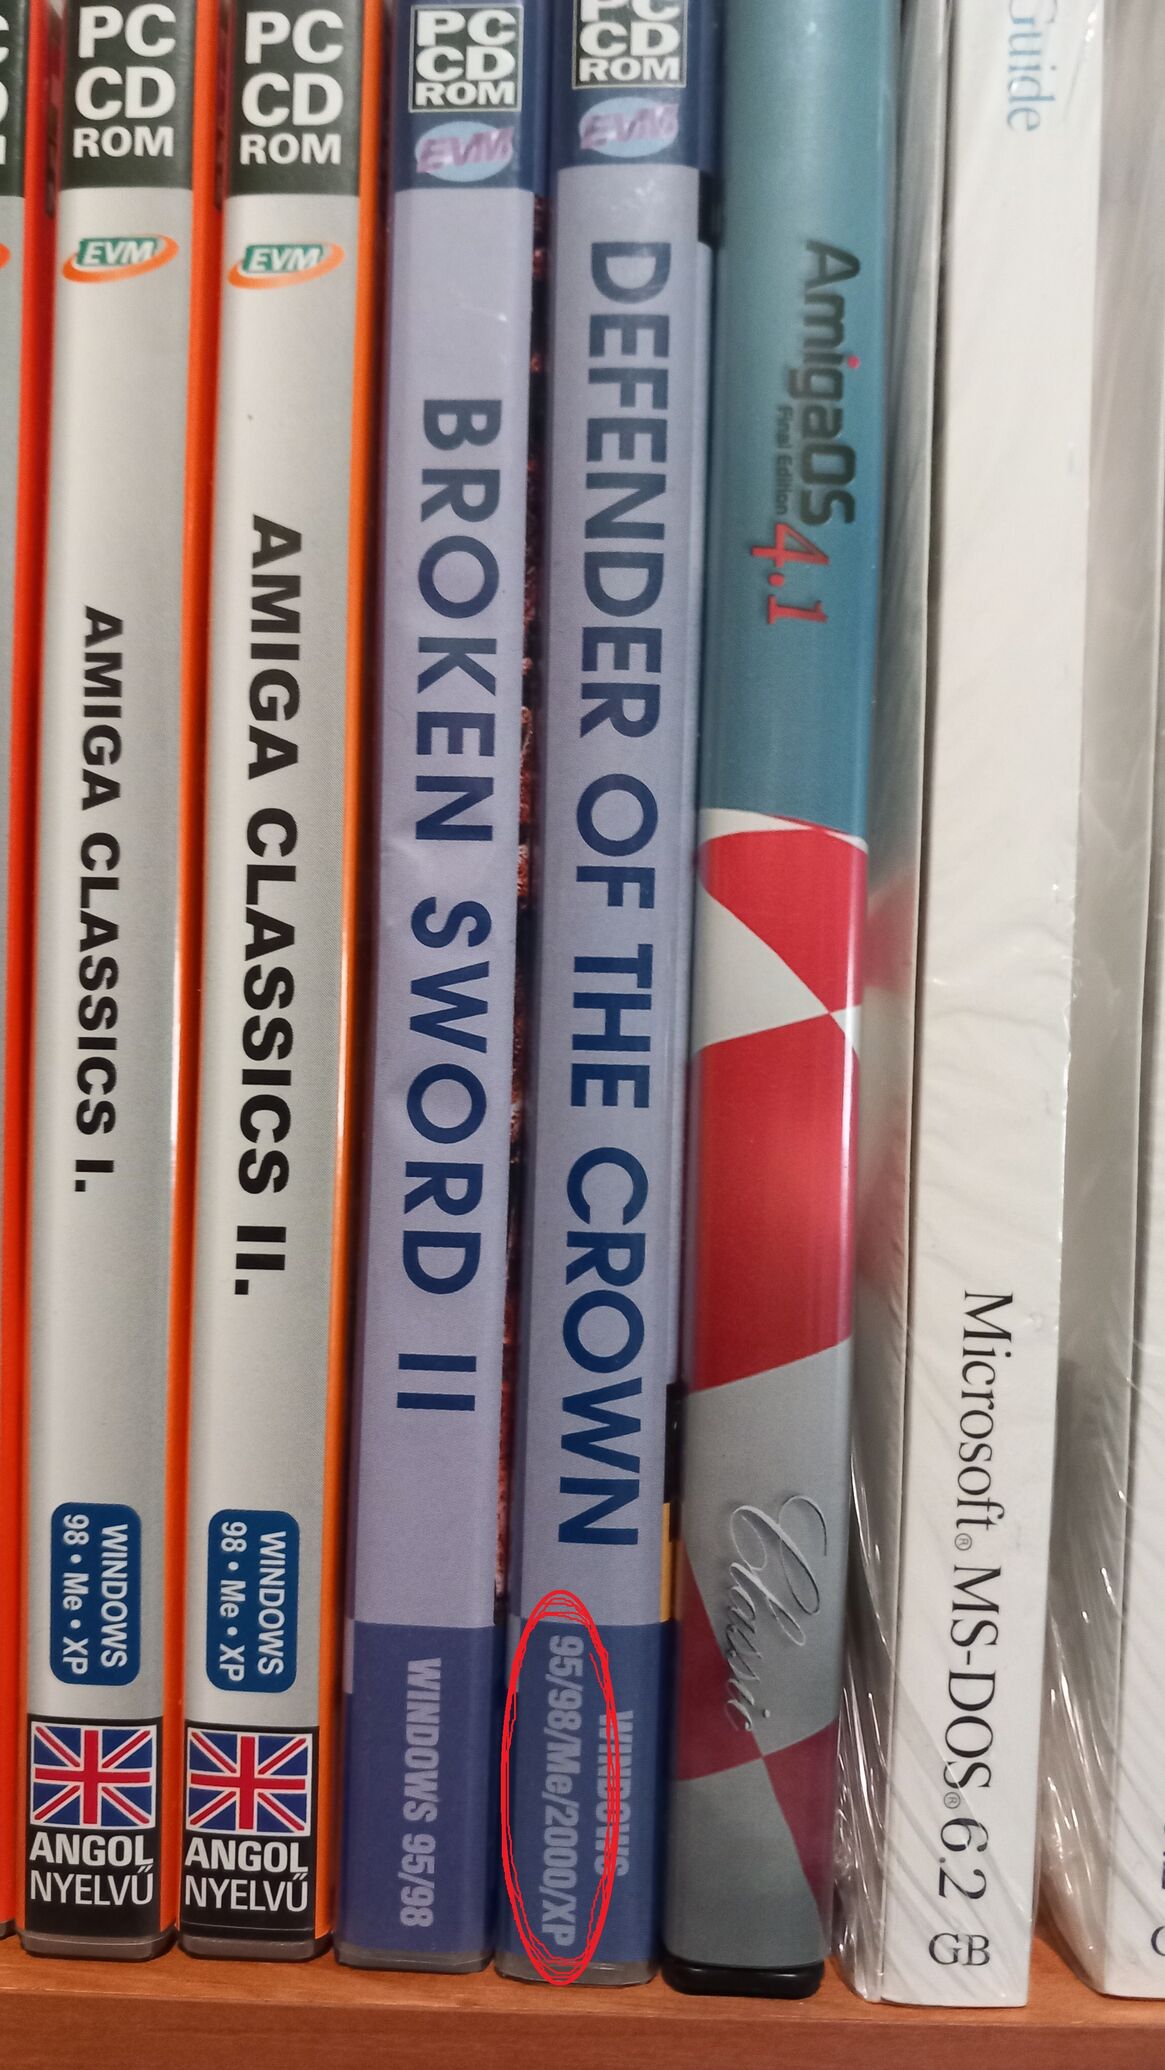 PC
CD
ROM
EVM
AMIGA CLASSICS I.
WINDOWS
98 • Me • XP
ANGOL
NYELVŰ
PC
CD
ROM
EVM
AMIGA CLASSICS II.
WINDOWS
98 • Me • XP
ANGOL
NYELVŰ
PC
CD
ROM
EVM
BROKEN SWORD II
WINDOWS 95/98
PC
CD
ROM
EVM
DEFENDER OF THE CROWN
WINDOWS
95/98/Me/2000/XP
AmigaOS
Final Edition 4.1
Classic
Guide
Microsoft® MS-DOS® 6.2
GB